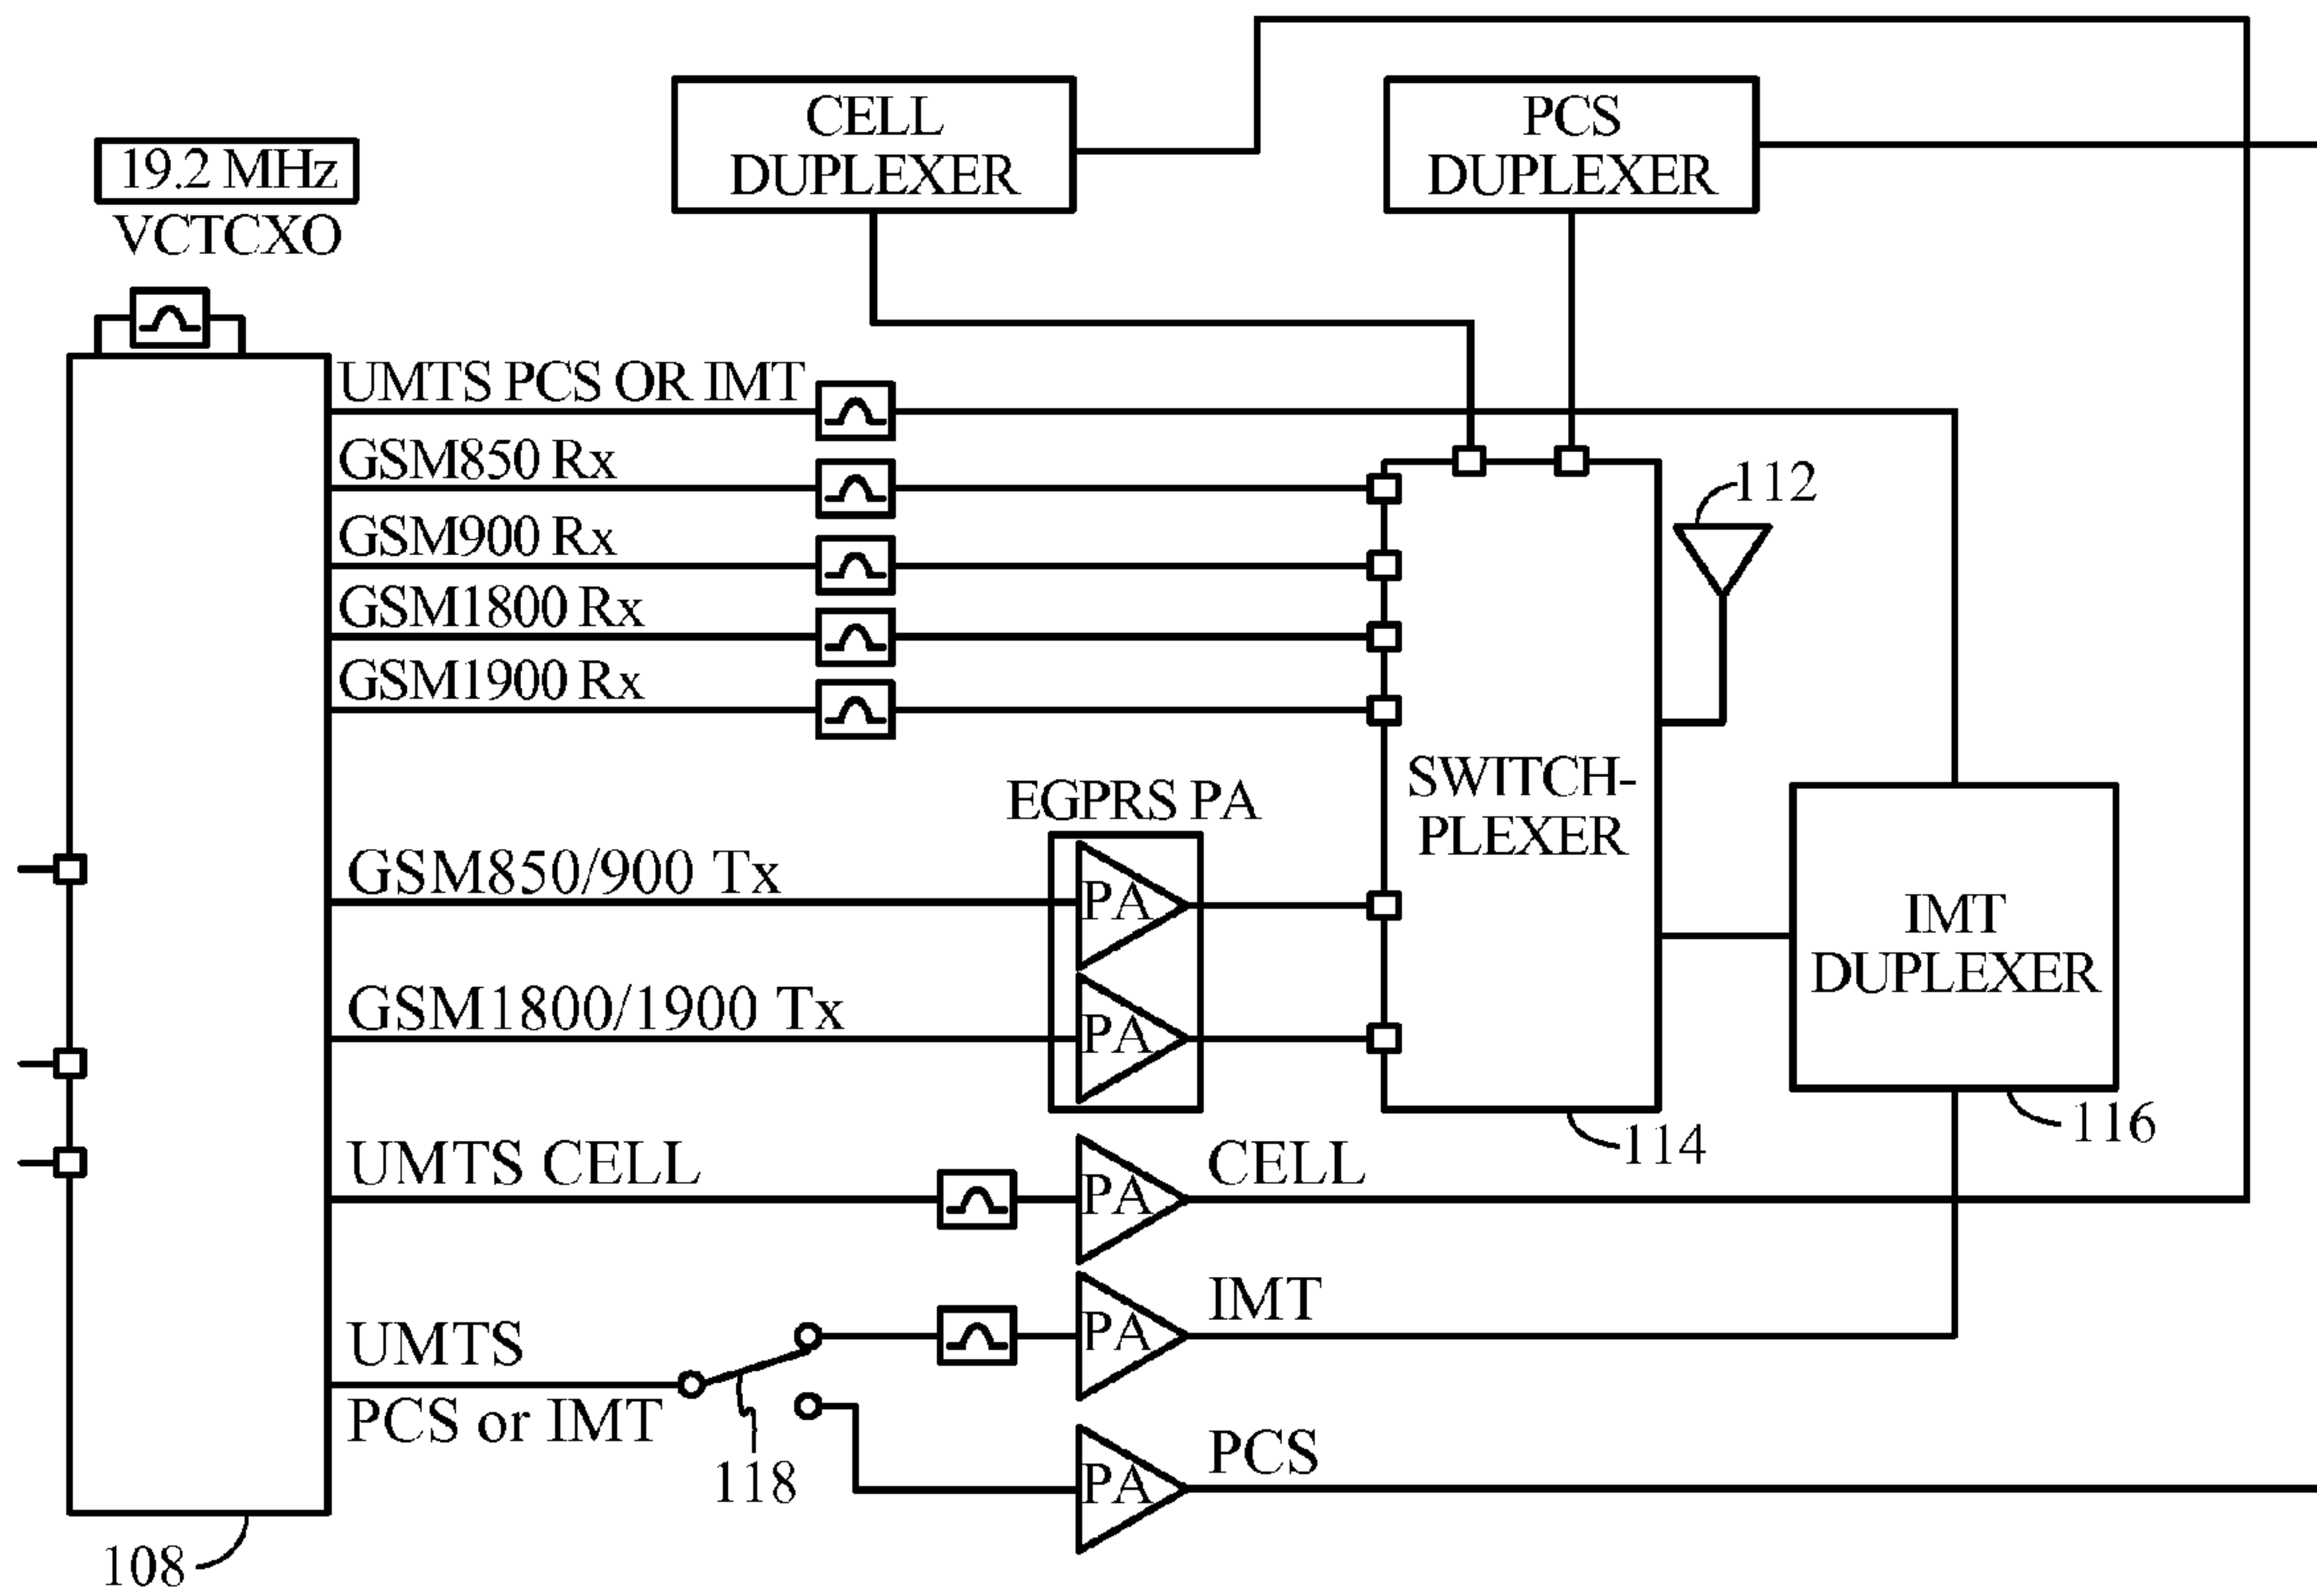 CELL
DUPLEXER
PCS
DUPLEXER
19.2 MHz
VCTCXO
UMTS PCS OR IMT
GSM850 Rx
112
GSM900 Rx
GSM1800 Rx
GSM1900 Rx
SWITCH-
PLEXER
EGPRS PA
GSM850/900 Tx
PA
IMT
DUPLEXER
GSM1800/1900 Tx
PA
114
116
UMTS CELL
PA
CELL
UMTS
PCS or IMT
118
PA
IMT
PA
PCS
108